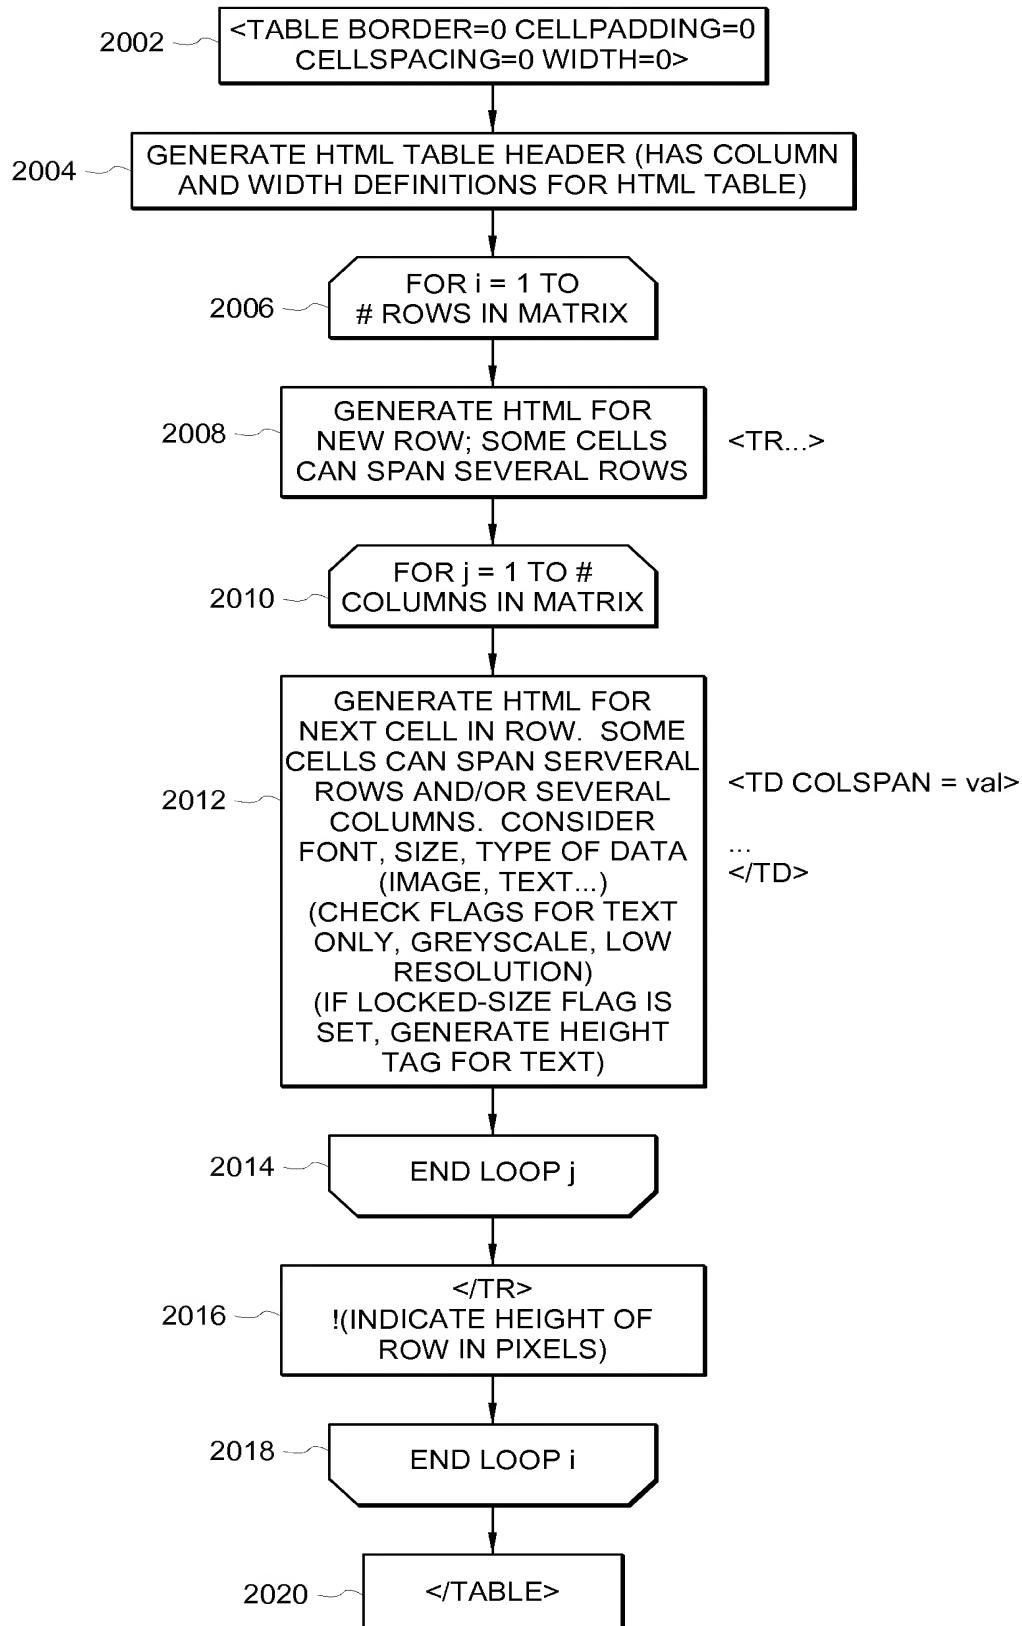 2002
<TABLE BORDER=0 CELLPADDING=0
CELLSPACING=0 WIDTH=0>
2004
GENERATE HTML TABLE HEADER (HAS COLUMN
AND WIDTH DEFINITIONS FOR HTML TABLE)
2006
FOR i = 1 TO
# ROWS IN MATRIX
2008
GENERATE HTML FOR
NEW ROW; SOME CELLS
CAN SPAN SEVERAL ROWS
<TR...>
2010
FOR j = 1 TO #
COLUMNS IN MATRIX
2012
GENERATE HTML FOR
NEXT CELL IN ROW. SOME
CELLS CAN SPAN SERVERAL
ROWS AND/OR SEVERAL
COLUMNS. CONSIDER
FONT, SIZE, TYPE OF DATA
(IMAGE, TEXT...)
(CHECK FLAGS FOR TEXT
ONLY, GREYSCALE, LOW
RESOLUTION)
(IF LOCKED-SIZE FLAG IS
SET, GENERATE HEIGHT
TAG FOR TEXT)
<TD COLSPAN = val>
...
</TD>
2014
END LOOP j
2016
</TR>
!(INDICATE HEIGHT OF
ROW IN PIXELS)
2018
END LOOP i
2020
</TABLE>